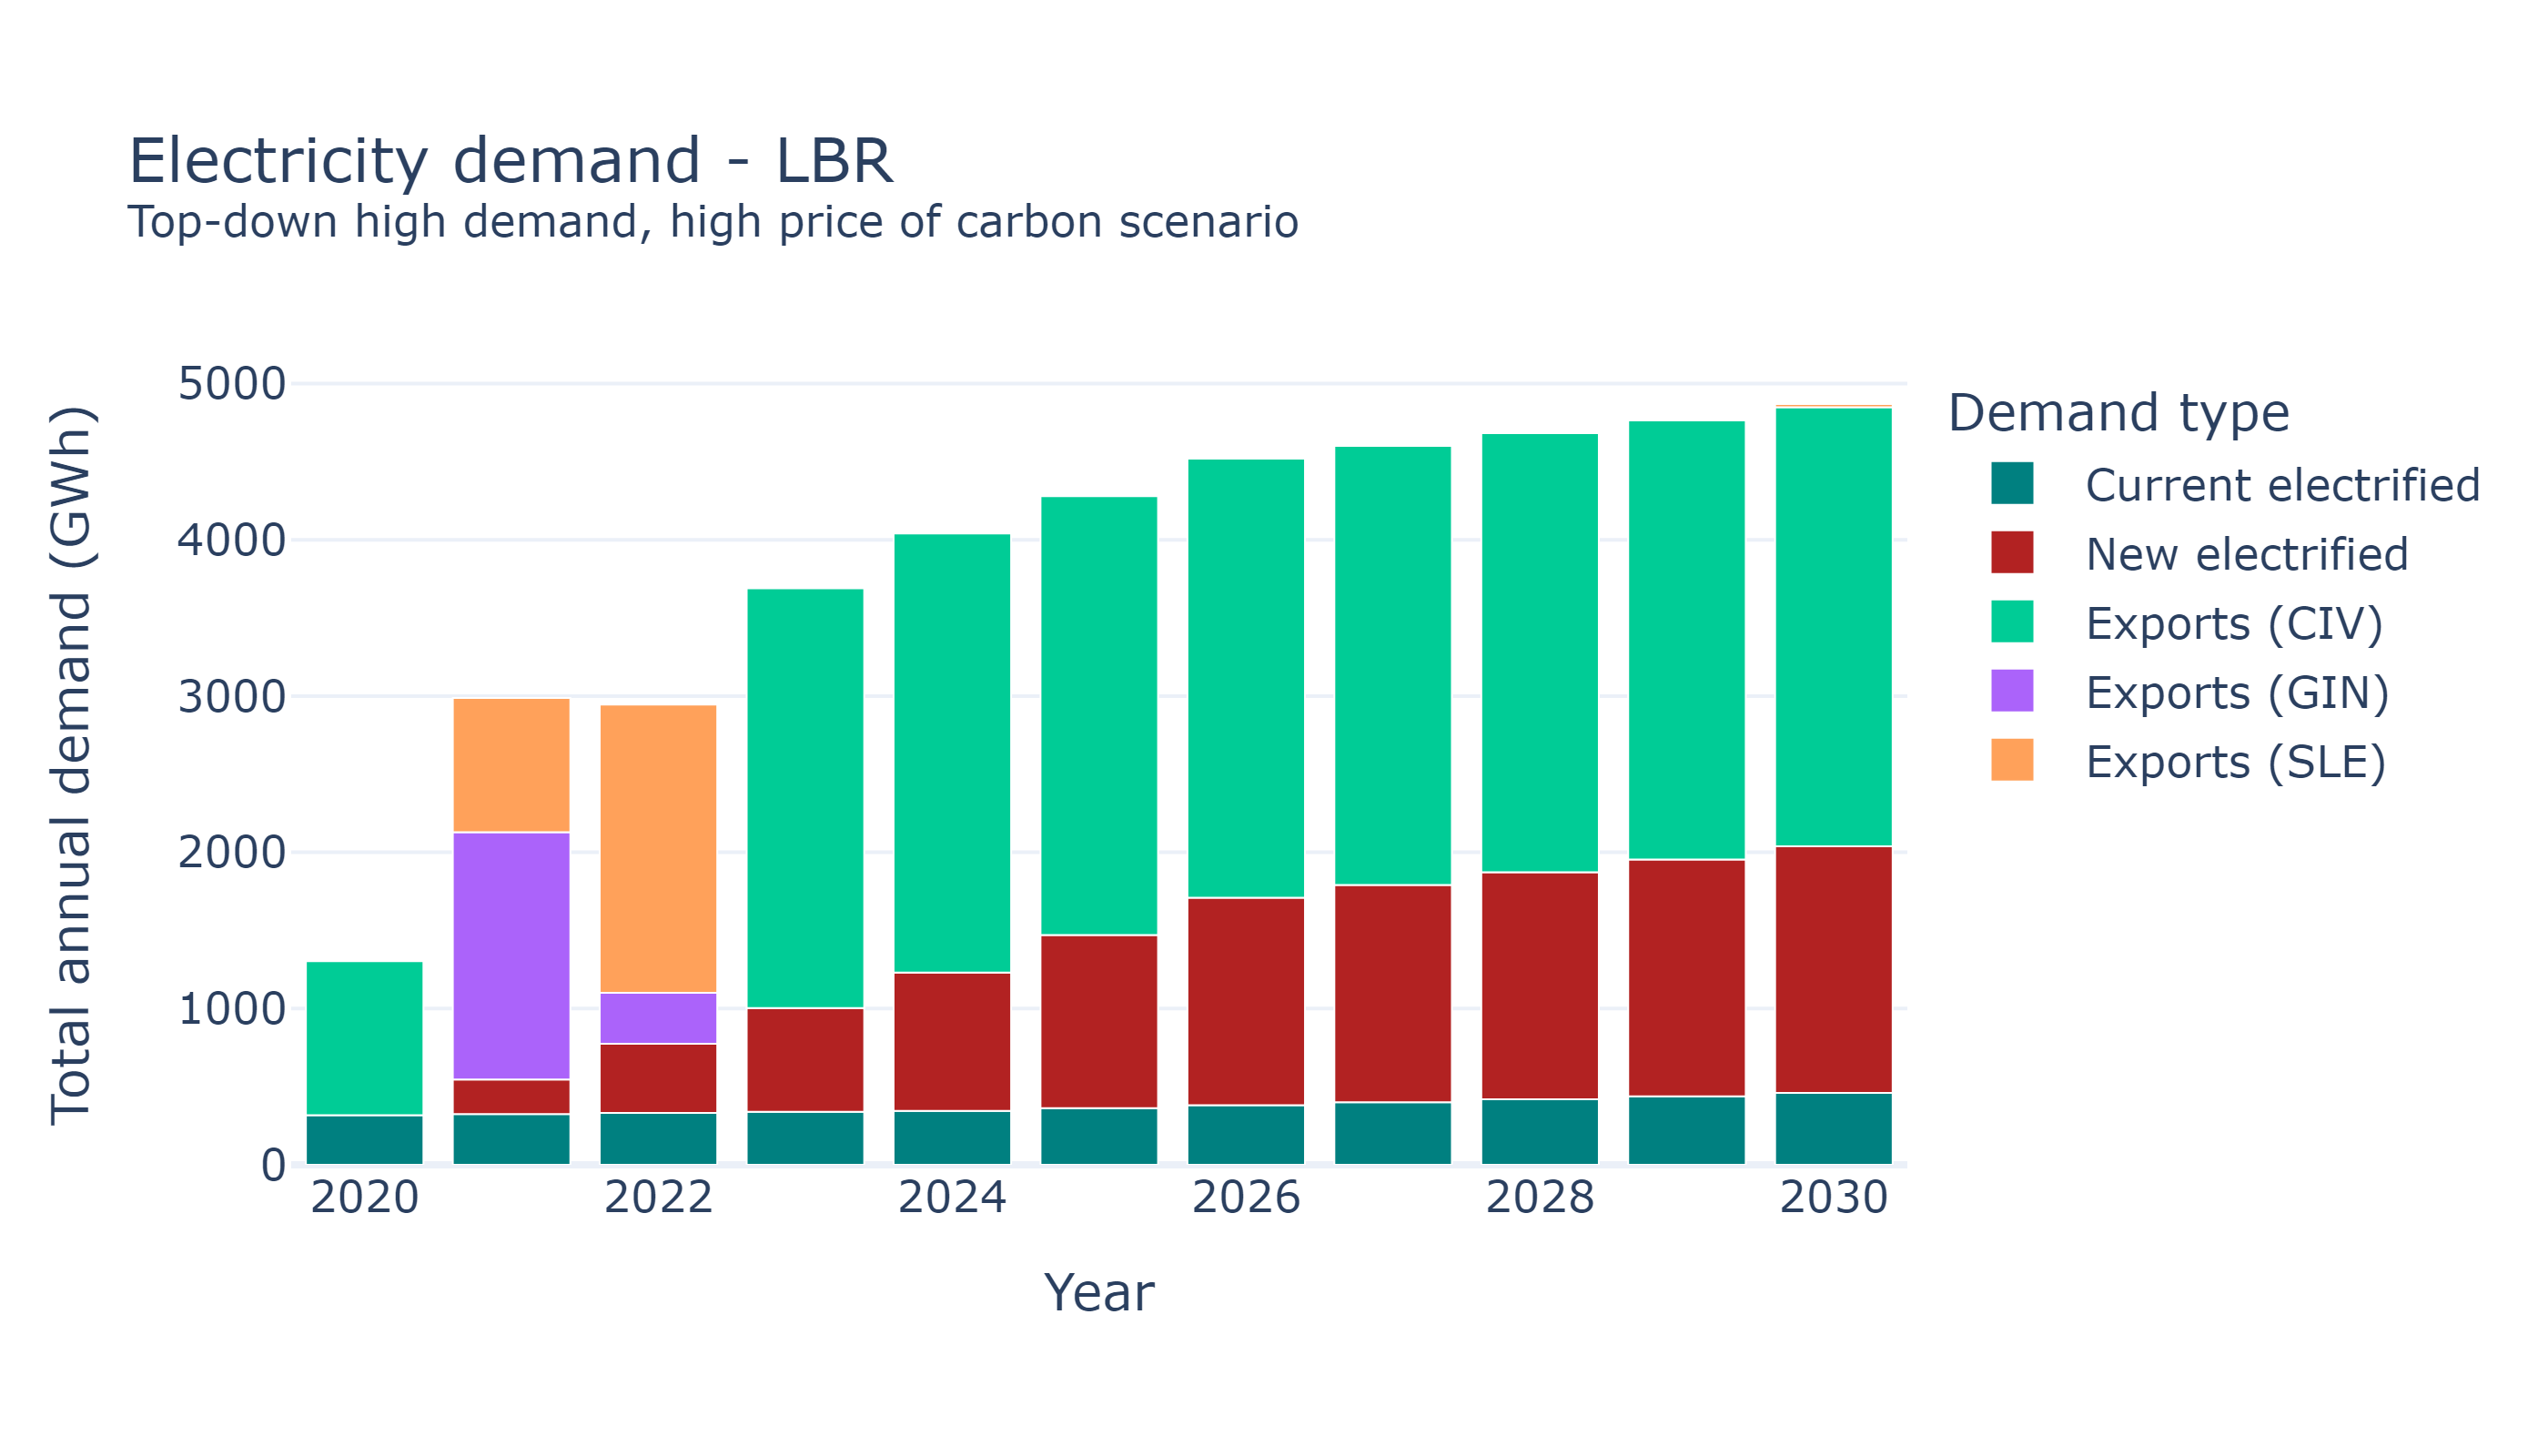 Electricity demand - LBR
Top-down high demand, high price of carbon scenario
Total annual demand (GWh)
5000
4000
3000
2000
1000
0
2020
2022
2024
2026
2028
2030
Year
Demand type
Current electrified
New electrified
Exports (CIV)
Exports (GIN)
Exports (SLE)